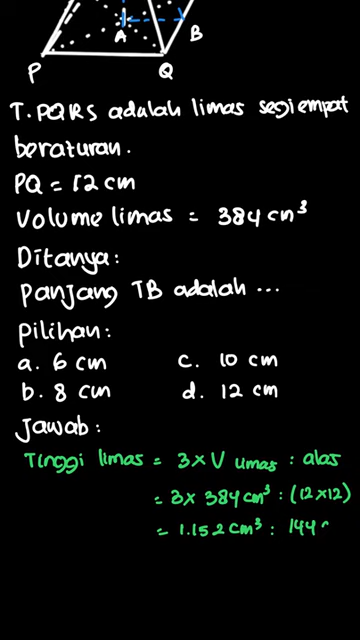 A
B
P
Q
T. PQRS adalah limas segiempat
beraturan.
PQ = 12 cm
Volume limas = 384 cm³
Ditanya:
Panjang TB adalah ...
Pilihan:
a. 6 cm c. 10 cm
b. 8 cm d. 12 cm
Jawab:
Tinggi limas = 3 x V limas : alas
= 3 x 384 cm³ : (12 x 12)
= 1.152 cm³ : 144